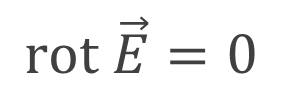 rot E⃗ = 0